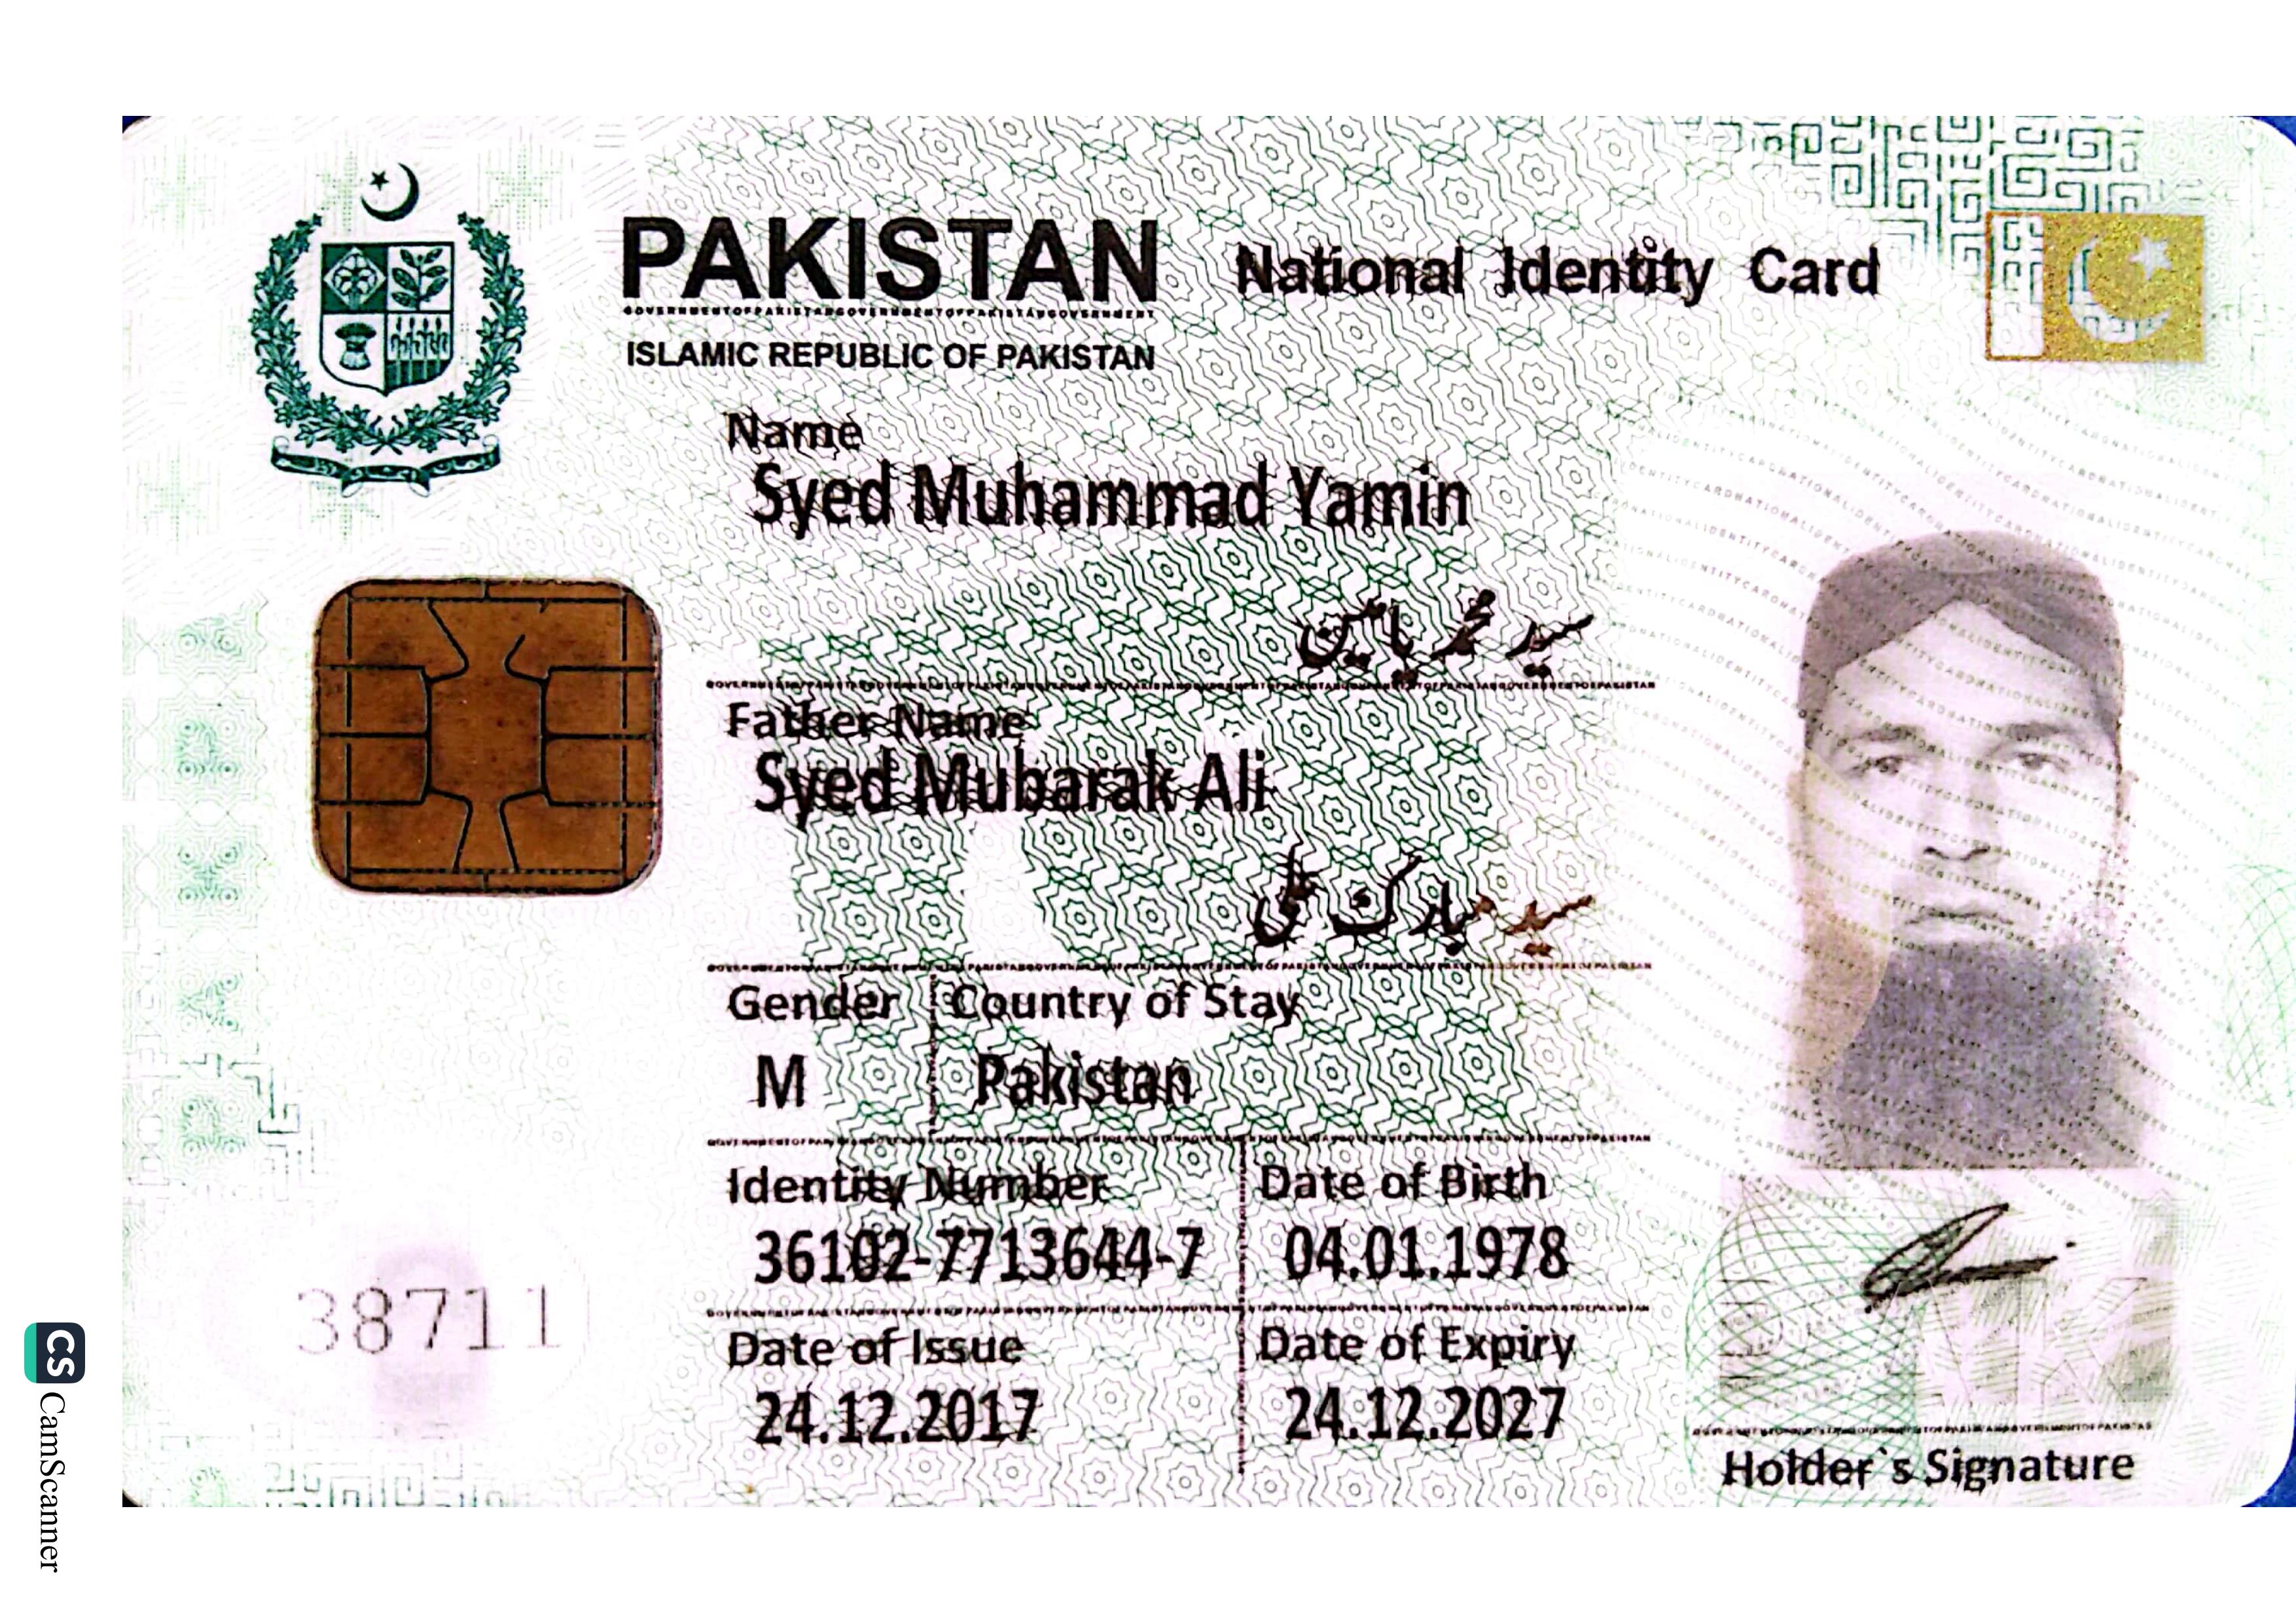 PAKISTAN National Identity Card
ISLAMIC REPUBLIC OF PAKISTAN
Name
Syed Muhammad Yamin
سید محمد یامین
Father Name
Syed Mubarak Ali
سید مبارک علی
Gender Country of Stay
M Pakistan
Identity Number Date of Birth
36102-7713644-7 04.01.1978
Date of Issue Date of Expiry
24.12.2017 24.12.2027
38711
Holder`s Signature
CS CamScanner